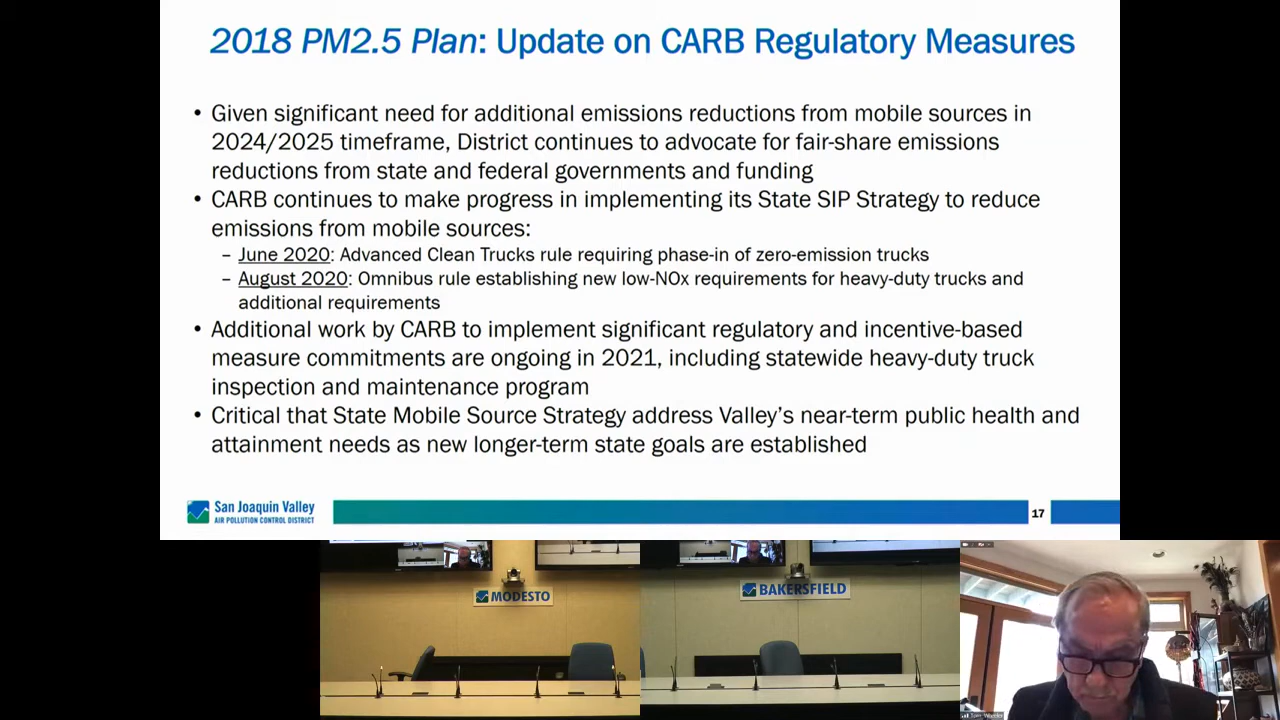 2018 PM2.5 Plan: Update on CARB Regulatory Measures
• Given significant need for additional emissions reductions from mobile sources in
2024/2025 timeframe, District continues to advocate for fair-share emissions
reductions from state and federal governments and funding
• CARB continues to make progress in implementing its State SIP Strategy to reduce
emissions from mobile sources:
– June 2020: Advanced Clean Trucks rule requiring phase-in of zero-emission trucks
– August 2020: Omnibus rule establishing new low-NOx requirements for heavy-duty trucks and
additional requirements
• Additional work by CARB to implement significant regulatory and incentive-based
measure commitments are ongoing in 2021, including statewide heavy-duty truck
inspection and maintenance program
• Critical that State Mobile Source Strategy address Valley's near-term public health and
attainment needs as new longer-term state goals are established
San Joaquin Valley
AIR POLLUTION CONTROL DISTRICT
17
MODESTO
BAKERSFIELD
Tom